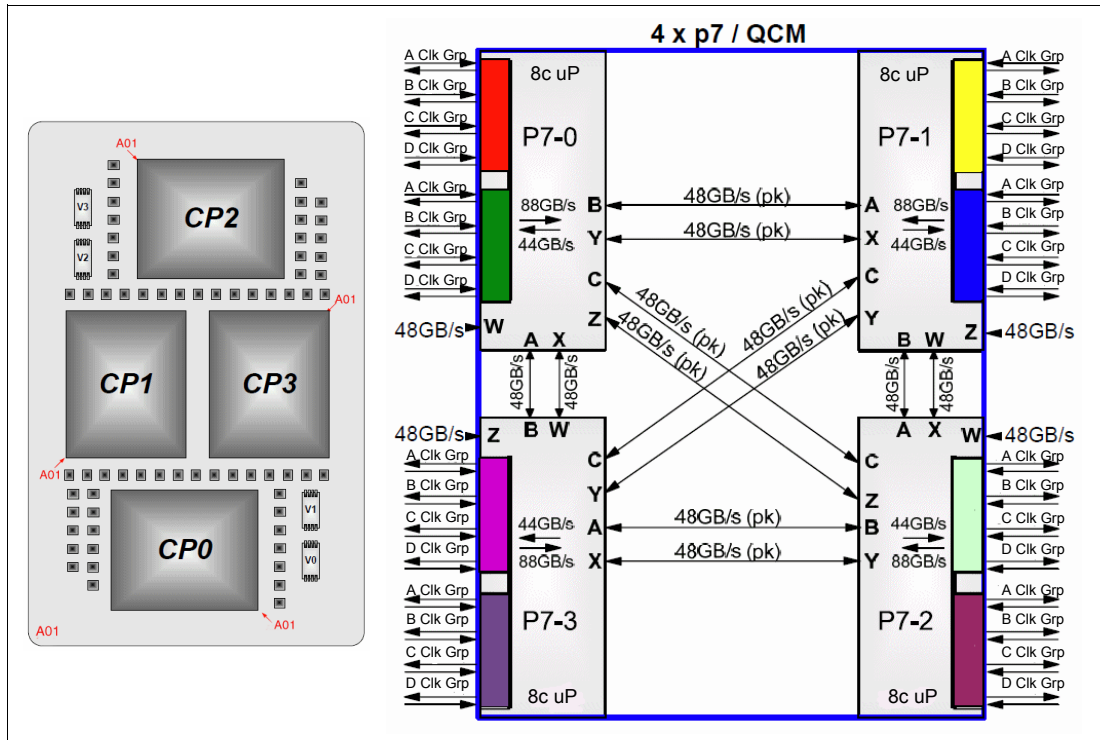 A01
CP2
V3
V2
A01
CP1
CP3
A01
CP0
V1
V0
A01
A01
4 x p7 / QCM
A Clk Grp
B Clk Grp
C Clk Grp
D Clk Grp
A Clk Grp
B Clk Grp
C Clk Grp
D Clk Grp
48GB/s
8c uP
P7-0
88GB/s
44GB/s
B
Y
C
Z
W
A
X
48GB/s (pk)
48GB/s (pk)
48GB/s (pk)
48GB/s (pk)
48GB/s (pk)
48GB/s (pk)
8c uP
P7-1
A
X
C
Y
88GB/s
44GB/s
B
W
Z
A Clk Grp
B Clk Grp
C Clk Grp
D Clk Grp
A Clk Grp
B Clk Grp
C Clk Grp
D Clk Grp
48GB/s
48GB/s
48GB/s
48GB/s
48GB/s
48GB/s
Z
B
W
C
Y
A
X
44GB/s
88GB/s
P7-3
8c uP
A Clk Grp
B Clk Grp
C Clk Grp
D Clk Grp
A Clk Grp
B Clk Grp
C Clk Grp
D Clk Grp
48GB/s (pk)
48GB/s (pk)
A
X
W
48GB/s
C
Z
B
Y
44GB/s
88GB/s
P7-2
8c uP
A Clk Grp
B Clk Grp
C Clk Grp
D Clk Grp
A Clk Grp
B Clk Grp
C Clk Grp
D Clk Grp